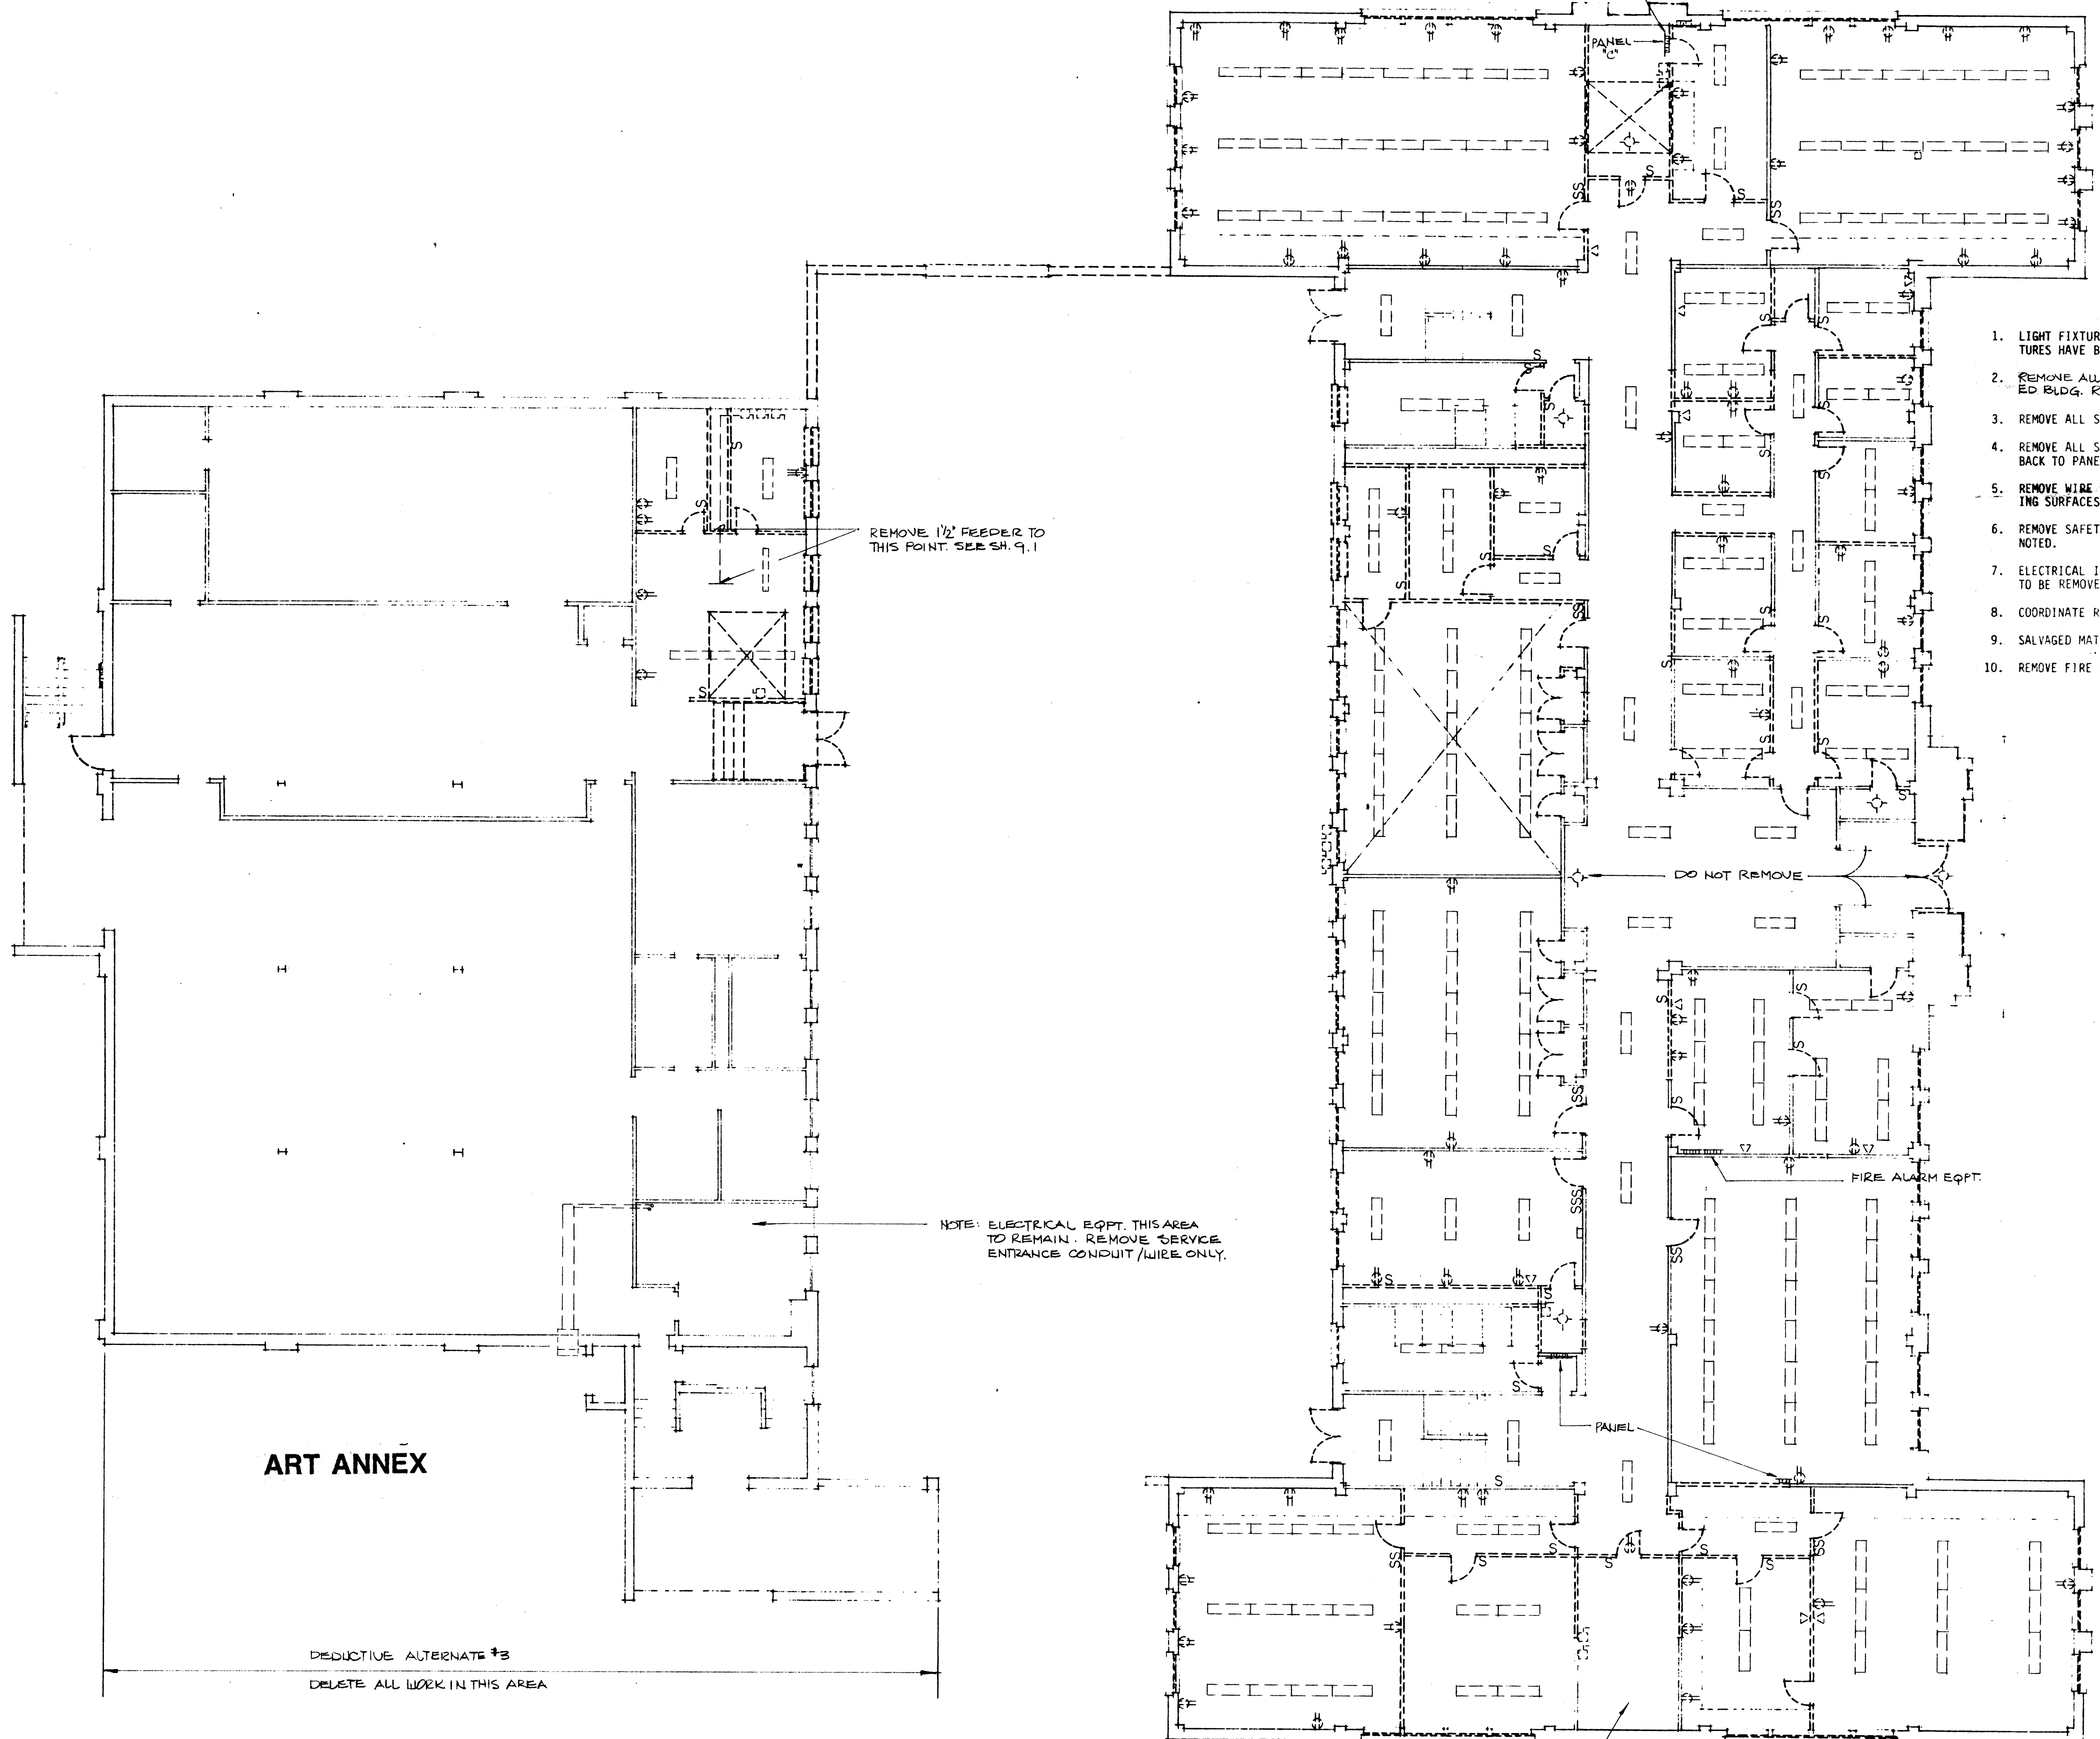 PANEL
"C"
1. LIGHT FIXTUR
TURES HAVE B
2. REMOVE ALL
ED BLDG. R
3. REMOVE ALL S
4. REMOVE ALL S
BACK TO PANE
5. REMOVE WIRE
ING SURFACES
6. REMOVE SAFET
NOTED.
7. ELECTRICAL I
TO BE REMOVE
8. COORDINATE R
9. SALVAGED MAT
10. REMOVE FIRE
REMOVE 1½" FEEDER TO
THIS POINT. SEE SH. 9.1
DO NOT REMOVE
FIRE ALARM EQPT.
NOTE: ELECTRICAL EQPT. THIS AREA
TO REMAIN. REMOVE SERVICE
ENTRANCE CONDUIT/WIRE ONLY.
PANEL
ART ANNEX
DEDUCTIVE ALTERNATE #3
DELETE ALL WORK IN THIS AREA